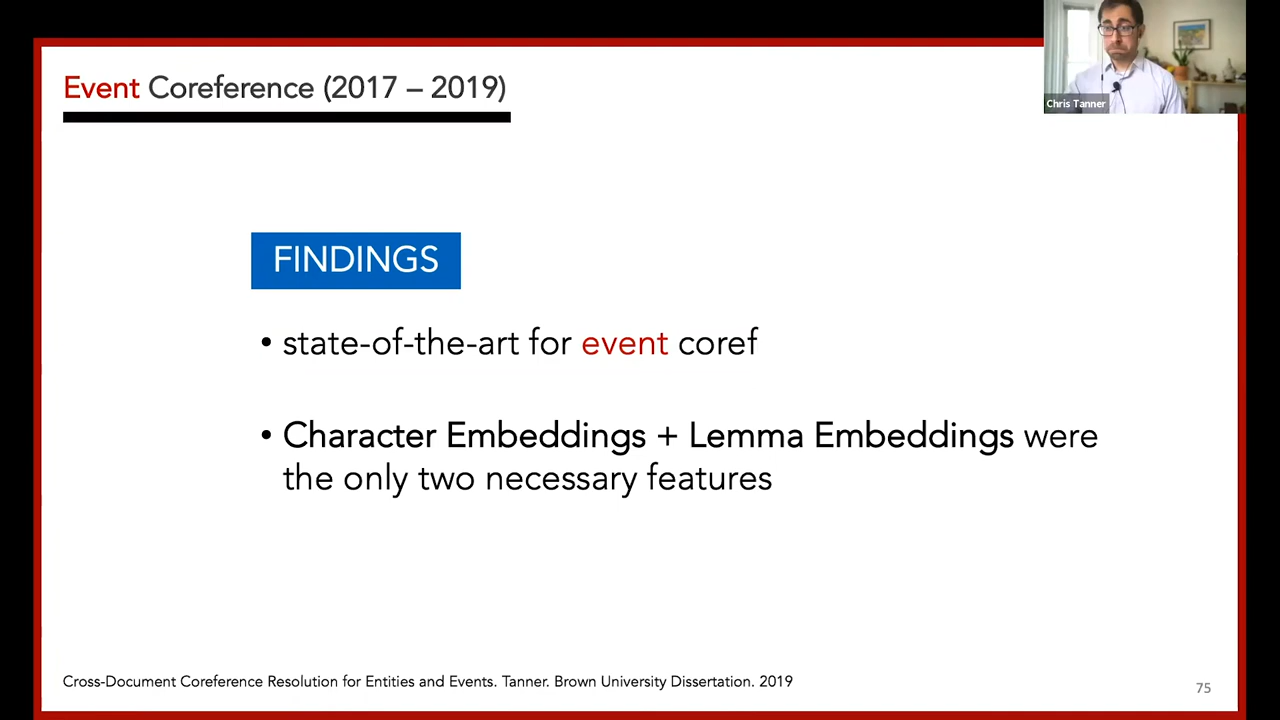 Event Coreference (2017 – 2019)
Chris Tanner
FINDINGS
• state-of-the-art for event coref
• Character Embeddings + Lemma Embeddings were
the only two necessary features
Cross-Document Coreference Resolution for Entities and Events. Tanner. Brown University Dissertation. 2019
75